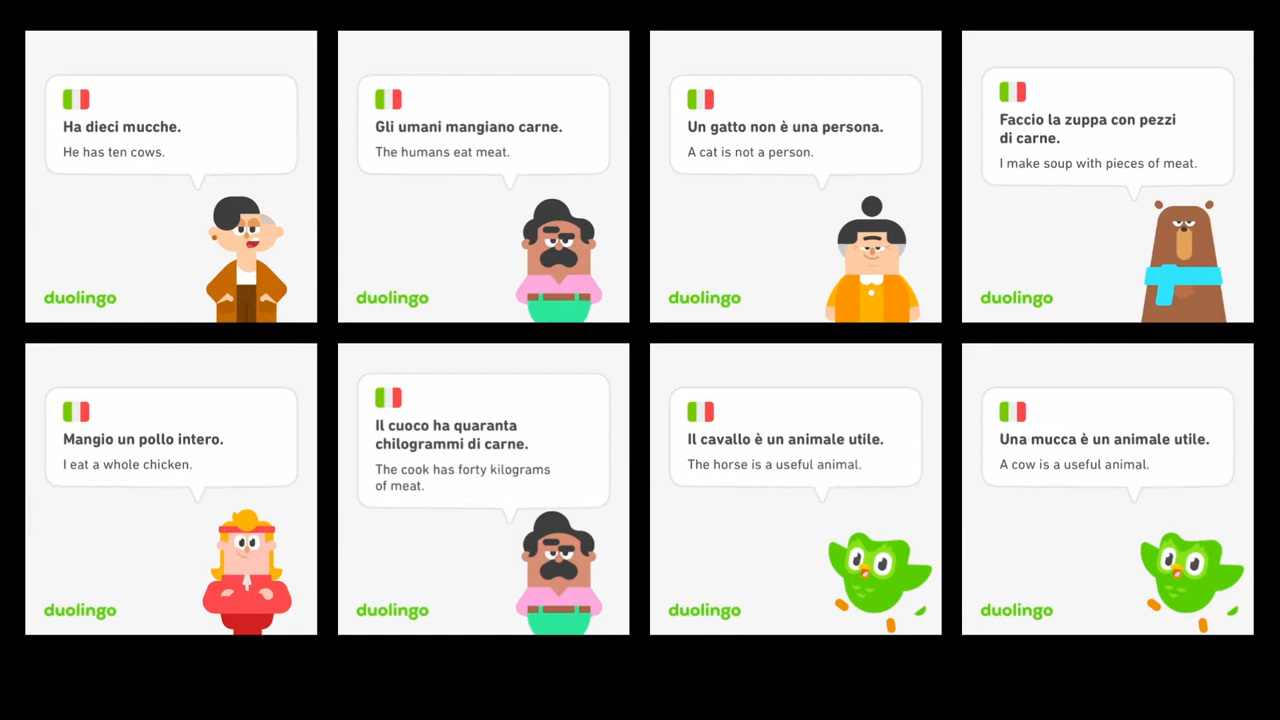 Ha dieci mucche.
He has ten cows.
duolingo
Gli umani mangiano carne.
The humans eat meat.
duolingo
Un gatto non è una persona.
A cat is not a person.
duolingo
Faccio la zuppa con pezzi
di carne.
I make soup with pieces of meat.
duolingo
Mangio un pollo intero.
I eat a whole chicken.
duolingo
Il cuoco ha quaranta
chilogrammi di carne.
The cook has forty kilograms
of meat.
duolingo
Il cavallo è un animale utile.
The horse is a useful animal.
duolingo
Una mucca è un animale utile.
A cow is a useful animal.
duolingo